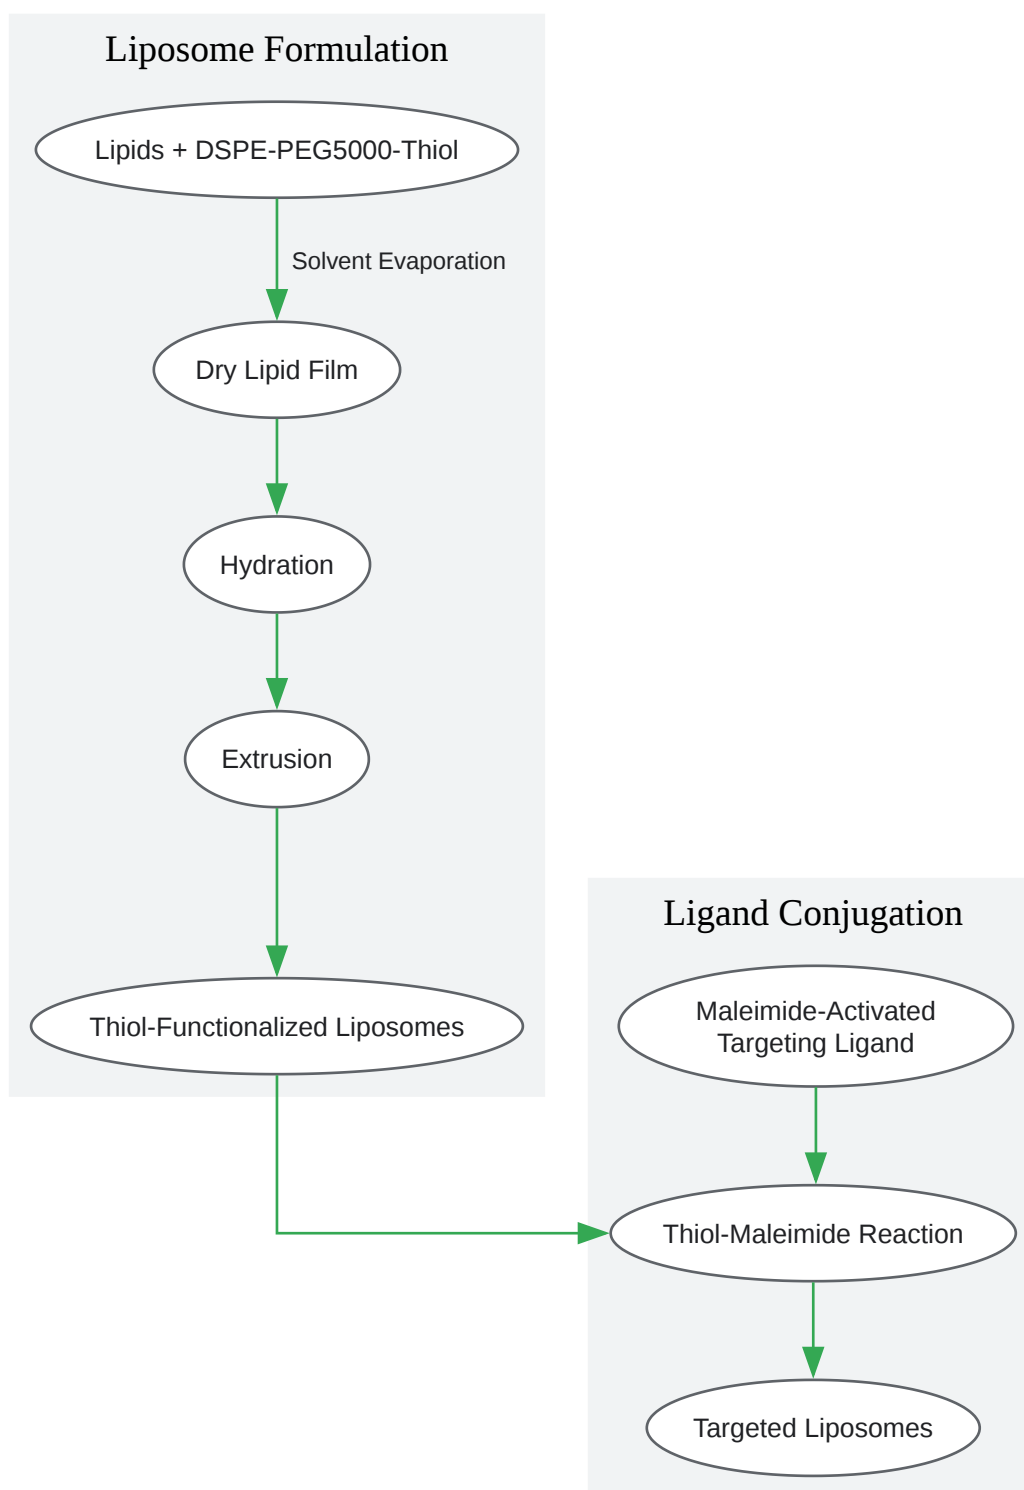 Liposome Formulation
Lipids + DSPE-PEG5000-Thiol
Solvent Evaporation
Dry Lipid Film
Hydration
Extrusion
Thiol-Functionalized Liposomes
Ligand Conjugation
Maleimide-Activated
Targeting Ligand
Thiol-Maleimide Reaction
Targeted Liposomes